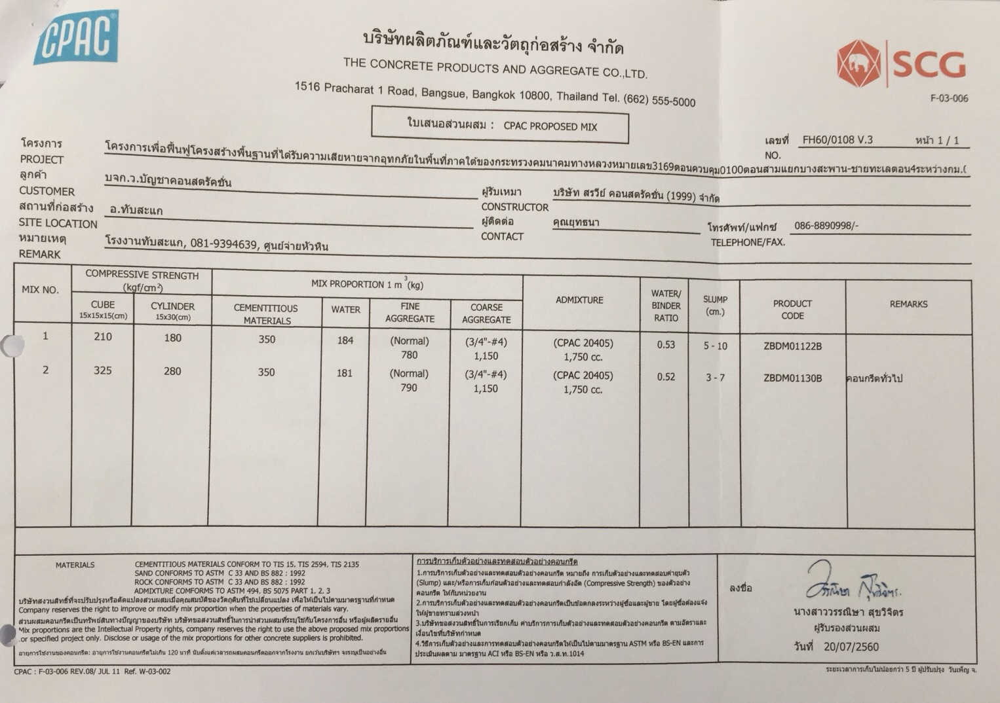 CPAC
บริษัทผลิตภัณฑ์และวัตถุก่อสร้าง จำกัด
THE CONCRETE PRODUCTS AND AGGREGATE CO.,LTD.
1516 Pracharat 1 Road, Bangsue, Bangkok 10800, Thailand Tel. (662) 555-5000
SCG
F-03-006
ใบเสนอส่วนผสม : CPAC PROPOSED MIX
เลขที่ FH60/0108 V.3 หน้า 1 / 1
NO.
โครงการ โครงการเพื่อฟื้นฟูโครงสร้างพื้นฐานที่ได้รับความเสียหายจากอุทกภัยในพื้นที่ภาคใต้ของกระทรวงคมนาคมทางหลวงหมายเลข3169ตอนควบคุม0100ตอนสามแยกบางสะพาน-ชายทะเลตอน4ระหว่างกม.(
PROJECT
ลูกค้า บจก.ว.บัญชาคอนสตรัคชั่น
CUSTOMER
ผู้รับเหมา บริษัท สรวีย์ คอนสตรัคชั่น (1999) จำกัด
CONSTRUCTOR
สถานที่ก่อสร้าง อ.ทับสะแก
SITE LOCATION
ผู้ติดต่อ คุณยุทธนา
CONTACT
โทรศัพท์/แฟกซ์ 086-8890998/-
TELEPHONE/FAX.
หมายเหตุ โรงงานทับสะแก, 081-9394639, ศูนย์จ่ายหัวหิน
REMARK
MIX NO. COMPRESSIVE STRENGTH (kgf/cm²) MIX PROPORTION 1 m³(kg) ADMIXTURE WATER/ BINDER RATIO SLUMP (cm.) PRODUCT CODE REMARKS
CUBE 15x15x15(cm) CYLINDER 15x30(cm) CEMENTITIOUS MATERIALS WATER FINE AGGREGATE COARSE AGGREGATE
1 210 180 350 184 (Normal) (3/4"-#4) (CPAC 20405) 0.53 5 - 10 ZBDM01122B
780 1,150 1,750 cc.
2 325 280 350 181 (Normal) (3/4"-#4) (CPAC 20405) 0.52 3 - 7 ZBDM01130B คอนกรีตทั่วไป
790 1,150 1,750 cc.
MATERIALS CEMENTITIOUS MATERIALS CONFORM TO TIS 15, TIS 2594, TIS 2135
SAND CONFORMS TO ASTM C 33 AND BS 882 : 1992
ROCK CONFORMS TO ASTM C 33 AND BS 882 : 1992
ADMIXTURE COMFORMS TO ASTM 494, BS 5075 PART 1, 2, 3
บริษัทสงวนสิทธิ์ที่จะปรับปรุงหรือดัดแปลงส่วนผสมเมื่อคุณสมบัติของวัตถุดิบที่ใช้เปลี่ยนแปลง เพื่อให้เป็นไปตามมาตรฐานที่กำหนด
Company reserves the right to improve or modify mix proportion when the properties of materials vary.
ส่วนผสมคอนกรีตเป็นทรัพย์สินทางปัญญาของบริษัท บริษัทขอสงวนสิทธิ์ในการนำส่วนผสมที่ระบุไปใช้กับโครงการอื่น หรือผู้ผลิตรายอื่น
Mix proportions are the Intellectual Property rights, company reserves the right to use the above proposed mix proportions
or specified project only. Disclose or usage of the mix proportions for other concrete suppliers is prohibited.
อายุการใช้งานของคอนกรีต: อายุการใช้งานคอนกรีตไม่เกิน 120 นาที นับตั้งแต่เวลารถผสมคอนกรีตออกจากโรงงาน ยกเว้นบริษัทฯ จะระบุเป็นอย่างอื่น
การบริการเก็บตัวอย่างและทดสอบตัวอย่างคอนกรีต
1.การบริการเก็บตัวอย่างและทดสอบตัวอย่างคอนกรีต หมายถึง การเก็บตัวอย่างและทดสอบค่ายุบตัว
(Slump) และ/หรือการเก็บก้อนตัวอย่างและทดสอบกำลังอัด (Compressive Strength) ของตัวอย่าง
คอนกรีต ให้กับหน่วยงาน
2.การบริการเก็บตัวอย่างและทดสอบตัวอย่างคอนกรีตเป็นข้อตกลงระหว่างผู้ซื้อและผู้ขาย โดยผู้ซื้อต้องแจ้ง
ให้ผู้ขายทราบล่วงหน้า
3.บริษัทขอสงวนสิทธิ์ในการเรียกเก็บ ค่าบริการการเก็บตัวอย่างและทดสอบตัวอย่างคอนกรีต ตามอัตราและ
เงื่อนไขที่บริษัทกำหนด
4.วิธีการเก็บตัวอย่างและการทดสอบตัวอย่างคอนกรีตให้เป็นไปตามมาตรฐาน ASTM หรือ BS-EN และการ
ประเมินผลตาม มาตรฐาน ACI หรือ BS-EN หรือ ว.ส.ท.1014
ลงชื่อ วรรณิษา สุขวิจิตร
นางสาววรรณิษา สุขวิจิตร
ผู้รับรองส่วนผสม
วันที่ 20/07/2560
CPAC : F-03-006 REV.08/ JUL 11 Ref. W-03-002
ระยะเวลาการเก็บไม่น้อยกว่า 5 ปี ผู้ปรับปรุง วันเพ็ญ จ.